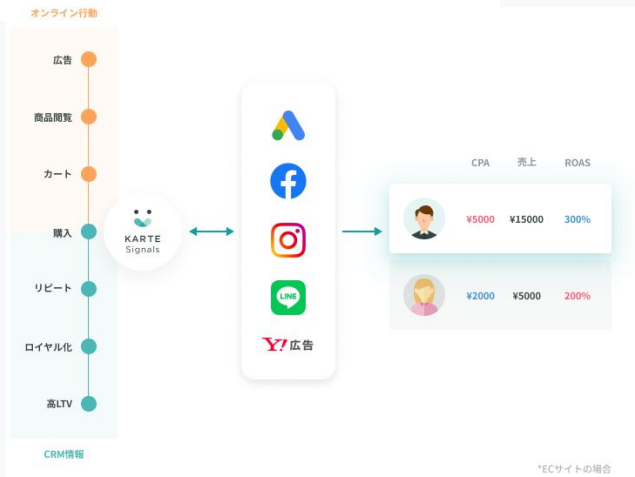 オンライン行動
広告
商品閲覧
カート
購入
リピート
ロイヤル化
高LTV
CRM情報
KARTE
Signals
LINE
Y! 広告
CPA 売上 ROAS
¥5000 ¥15000 300%
¥2000 ¥5000 200%
*ECサイトの場合